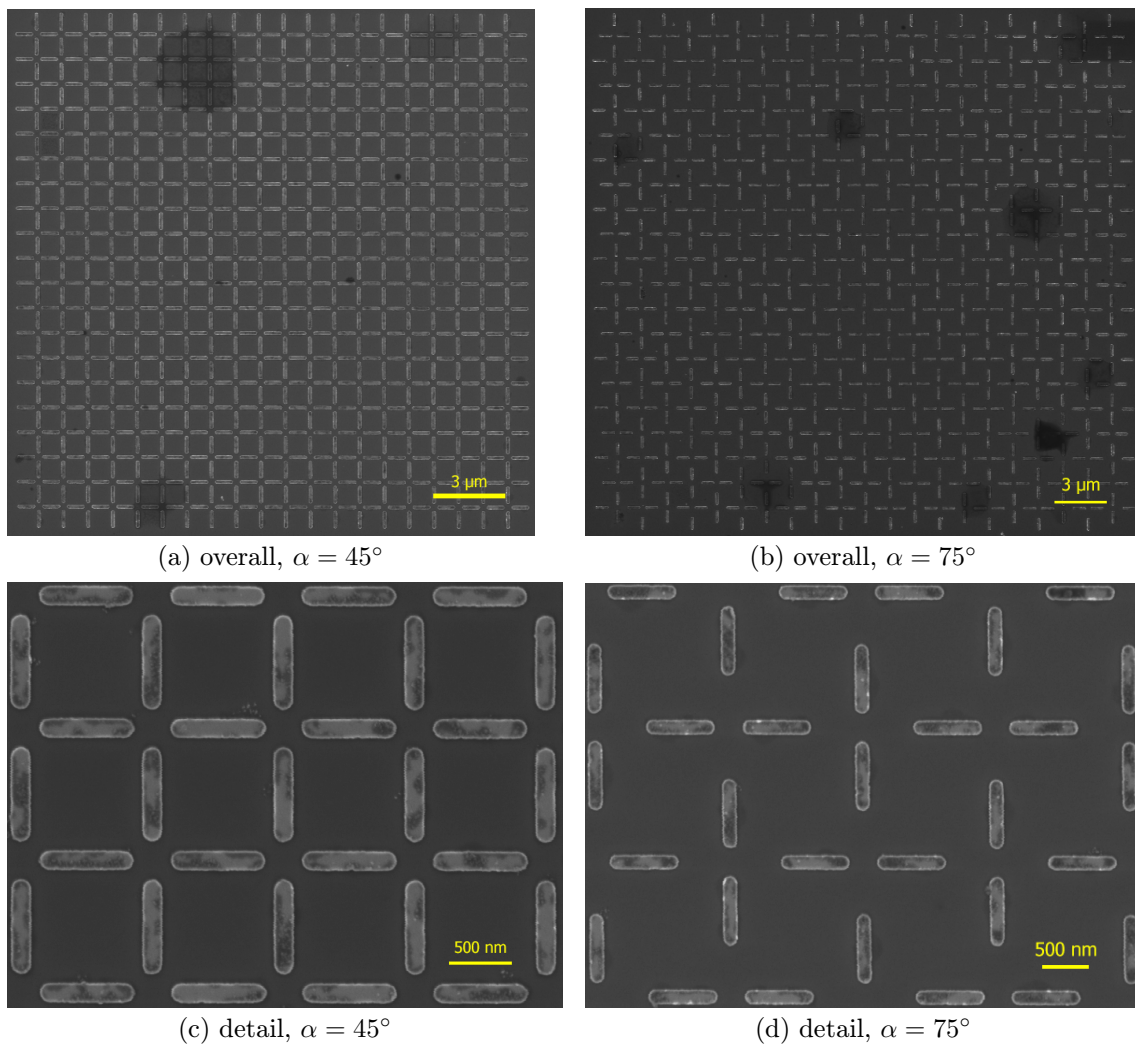 3 μm
3 μm
(a) overall, α = 45°
(b) overall, α = 75°
500 nm
500 nm
(c) detail, α = 45°
(d) detail, α = 75°